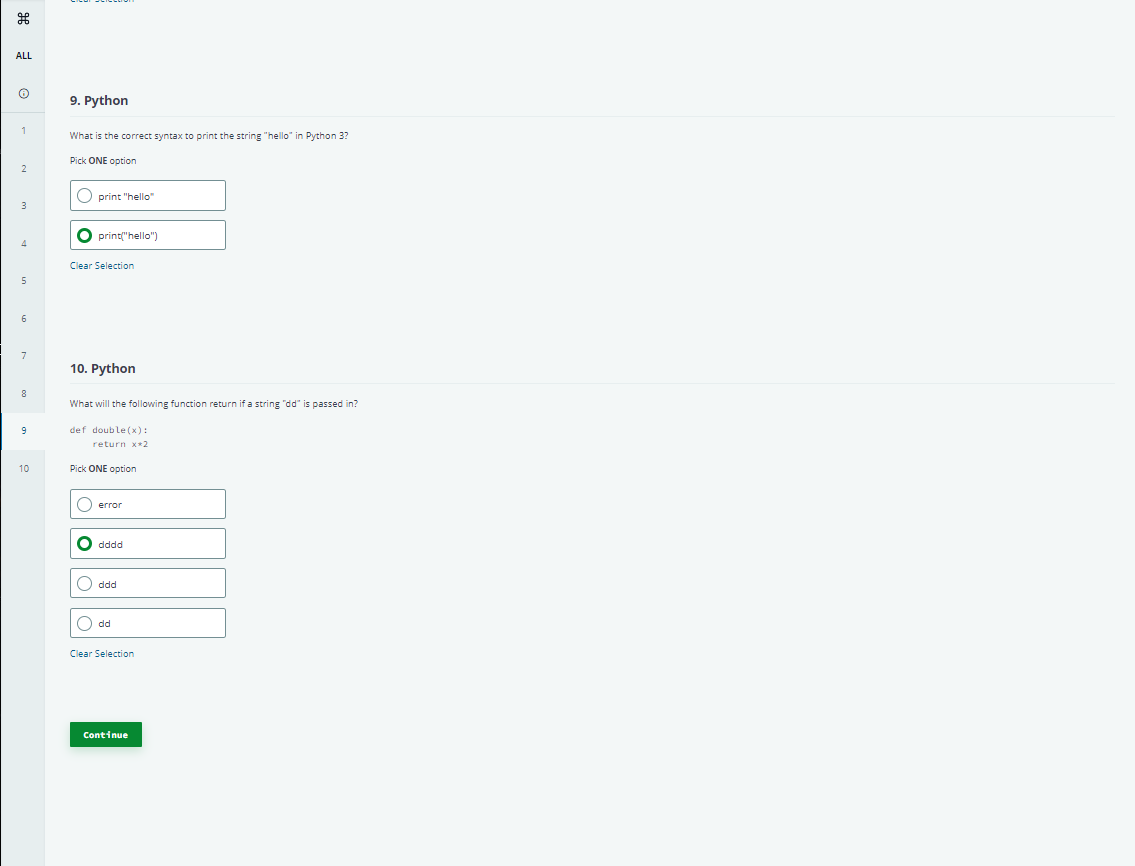 Clear Selection
⌘
ALL
1
2
3
4
5
6
7
8
9
10
9. Python
What is the correct syntax to print the string "hello" in Python 3?
Pick ONE option
print "hello"
print("hello")
Clear Selection
10. Python
What will the following function return if a string "dd" is passed in?
def double(x):
    return x*2
Pick ONE option
error
dddd
ddd
dd
Clear Selection
Continue